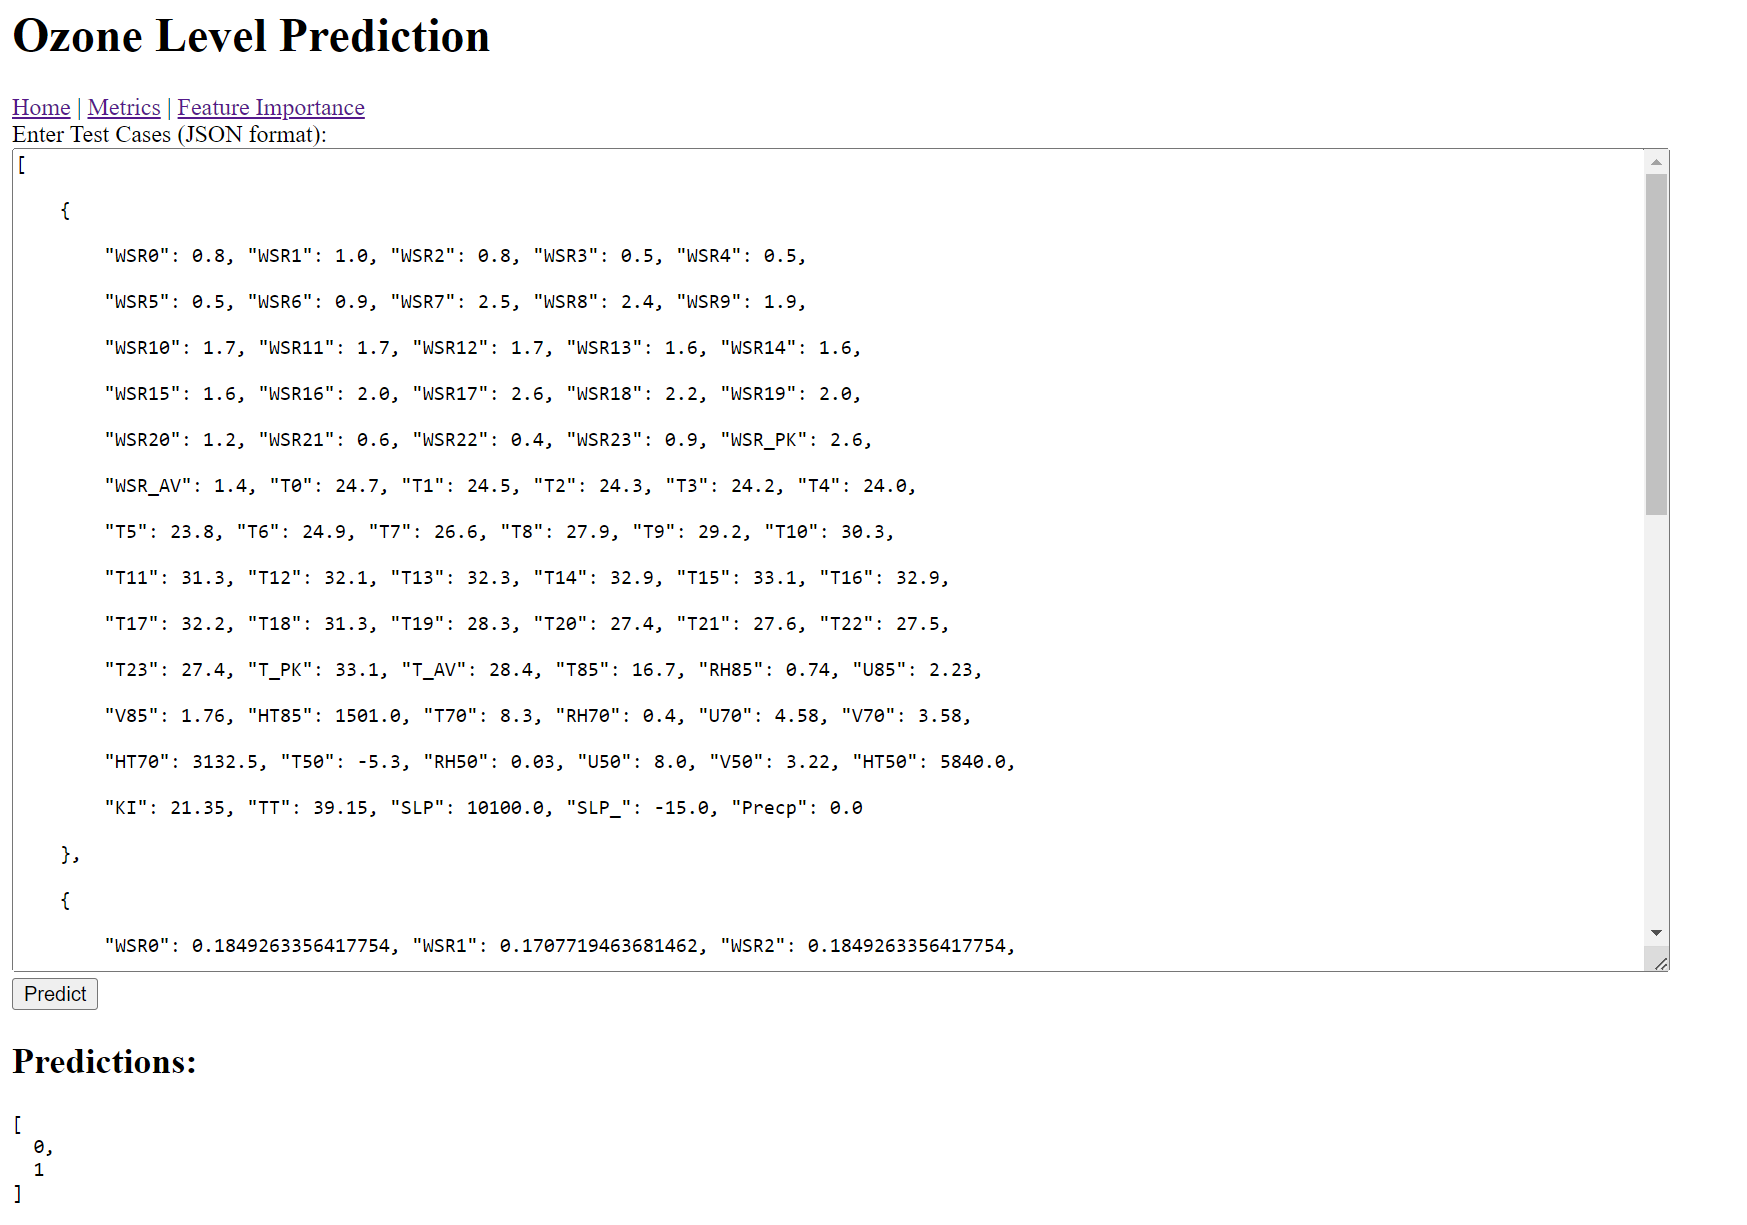 Ozone Level Prediction
Home | Metrics | Feature Importance
Enter Test Cases (JSON format):
[
{
"WSR0": 0.8, "WSR1": 1.0, "WSR2": 0.8, "WSR3": 0.5, "WSR4": 0.5,
"WSR5": 0.5, "WSR6": 0.9, "WSR7": 2.5, "WSR8": 2.4, "WSR9": 1.9,
"WSR10": 1.7, "WSR11": 1.7, "WSR12": 1.7, "WSR13": 1.6, "WSR14": 1.6,
"WSR15": 1.6, "WSR16": 2.0, "WSR17": 2.6, "WSR18": 2.2, "WSR19": 2.0,
"WSR20": 1.2, "WSR21": 0.6, "WSR22": 0.4, "WSR23": 0.9, "WSR_PK": 2.6,
"WSR_AV": 1.4, "T0": 24.7, "T1": 24.5, "T2": 24.3, "T3": 24.2, "T4": 24.0,
"T5": 23.8, "T6": 24.9, "T7": 26.6, "T8": 27.9, "T9": 29.2, "T10": 30.3,
"T11": 31.3, "T12": 32.1, "T13": 32.3, "T14": 32.9, "T15": 33.1, "T16": 32.9,
"T17": 32.2, "T18": 31.3, "T19": 28.3, "T20": 27.4, "T21": 27.6, "T22": 27.5,
"T23": 27.4, "T_PK": 33.1, "T_AV": 28.4, "T85": 16.7, "RH85": 0.74, "U85": 2.23,
"V85": 1.76, "HT85": 1501.0, "T70": 8.3, "RH70": 0.4, "U70": 4.58, "V70": 3.58,
"HT70": 3132.5, "T50": -5.3, "RH50": 0.03, "U50": 8.0, "V50": 3.22, "HT50": 5840.0,
"KI": 21.35, "TT": 39.15, "SLP": 10100.0, "SLP_": -15.0, "Precp": 0.0
},
{
"WSR0": 0.1849263356417754, "WSR1": 0.1707719463681462, "WSR2": 0.1849263356417754,
Predict
Predictions:
[
0,
1
]